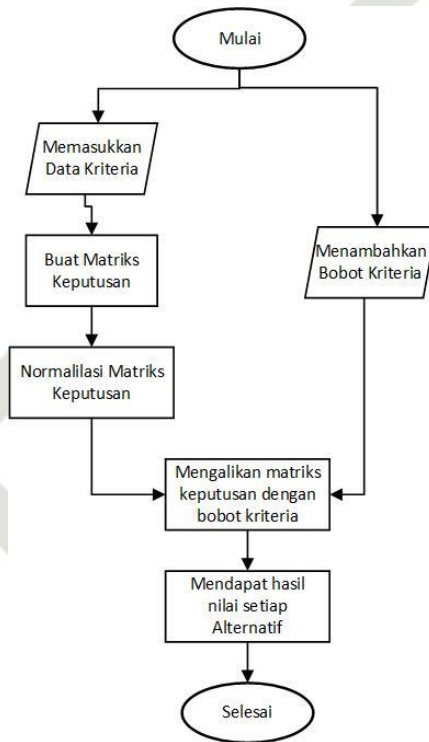 Mulai
Memasukkan
Data Kriteria
Buat Matriks
Keputusan
Normalilasi Matriks
Keputusan
Menambahkan
Bobot Kriteria
Mengalikan matriks
keputusan dengan
bobot kriteria
Mendapat hasil
nilai setiap
Alternatif
Selesai